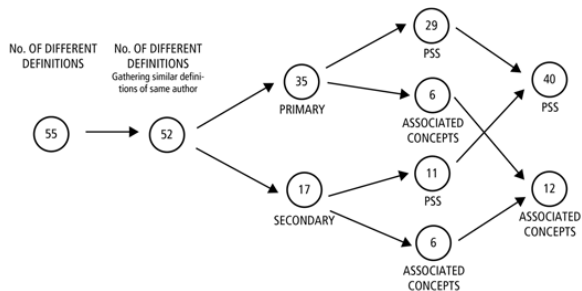 No. OF DIFFERENT
DEFINITIONS
No. OF DIFFERENT
DEFINITIONS
Gathering similar defini-
tions of same author
55
52
35
PRIMARY
17
SECONDARY
29
PSS
6
ASSOCIATED
CONCEPTS
11
PSS
6
ASSOCIATED
CONCEPTS
40
PSS
12
ASSOCIATED
CONCEPTS